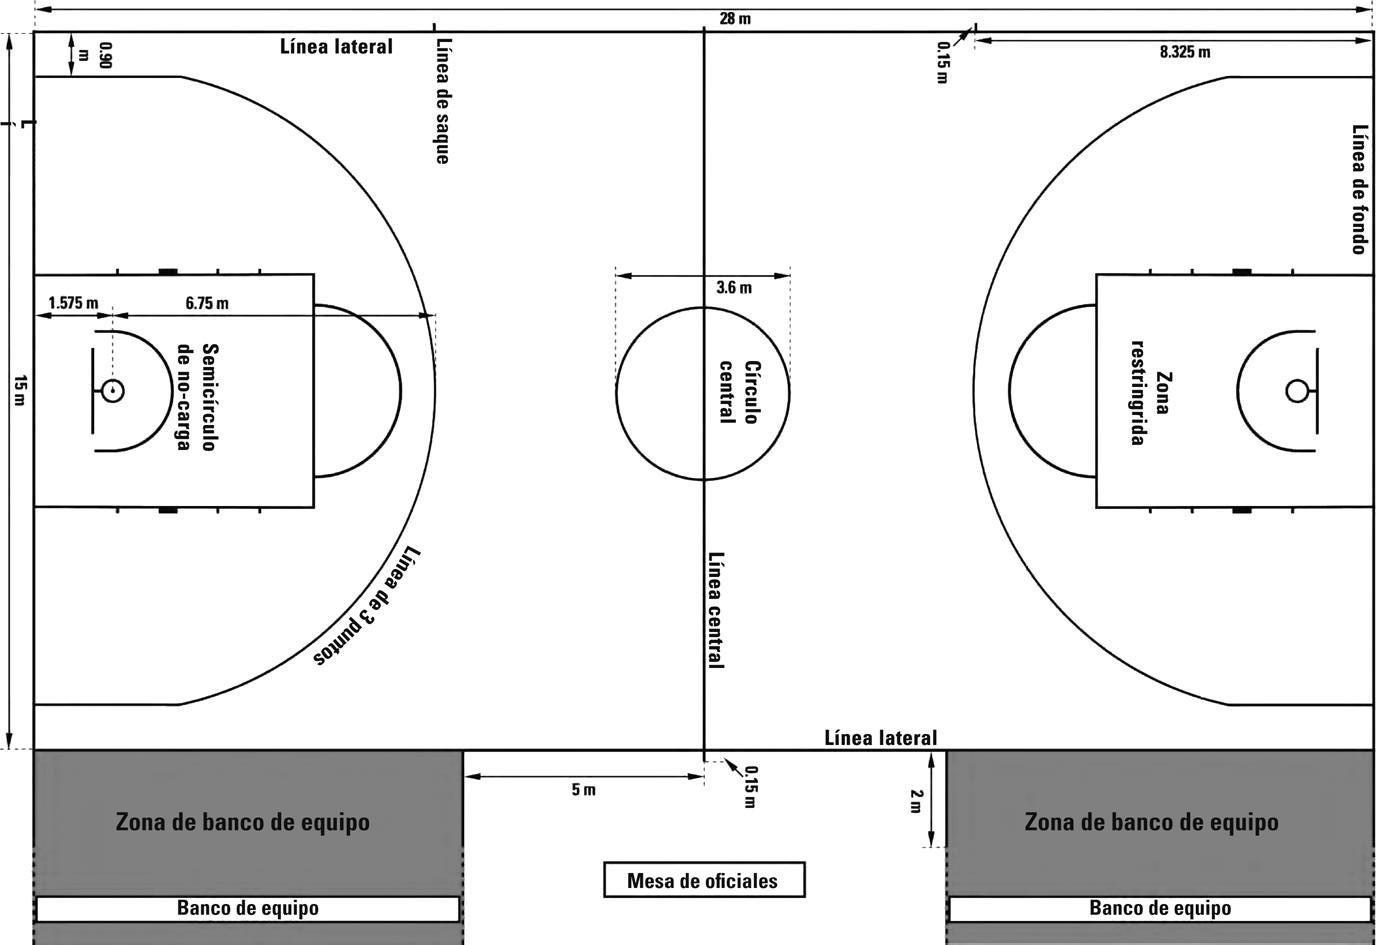 28 m
Línea lateral
0.90
m
Línea de saque
0.15 m
8.325 m
Línea de fondo
1.575 m
6.75 m
3.6 m
15 m
Semicírculo
de no-carga
Círculo
central
Zona
restringrida
Línea de 3 puntos
Línea central
Línea lateral
5 m
0.15 m
2 m
Zona de banco de equipo
Zona de banco de equipo
Mesa de oficiales
Banco de equipo
Banco de equipo